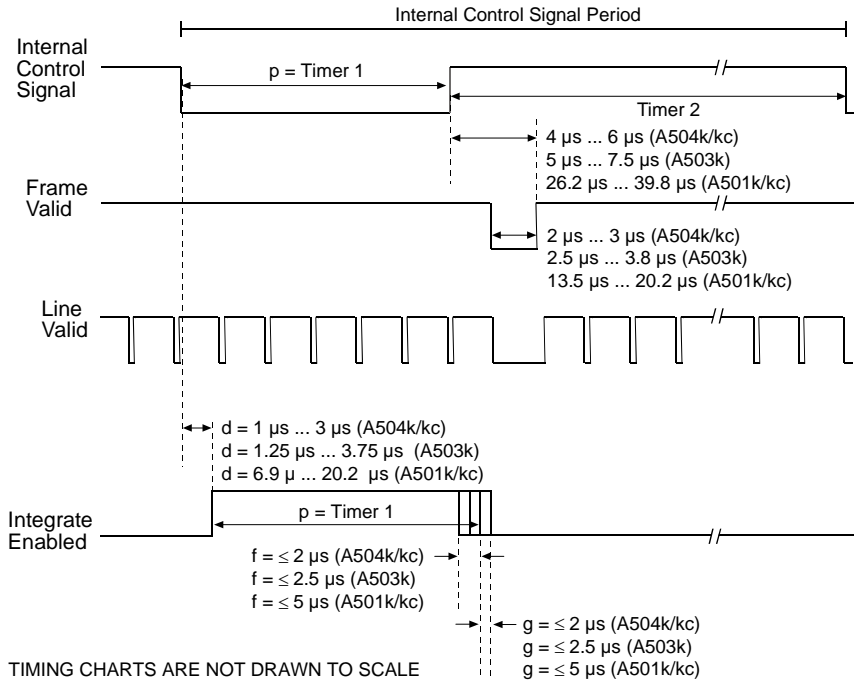 Internal Control Signal Period
Internal
Control
Signal
p = Timer 1
Timer 2
4 µs ... 6 µs (A504k/kc)
5 µs ... 7.5 µs (A503k)
26.2 µs ... 39.8 µs (A501k/kc)
Frame
Valid
2 µs ... 3 µs (A504k/kc)
2.5 µs ... 3.8 µs (A503k)
13.5 µs ... 20.2 µs (A501k/kc)
Line
Valid
d = 1 µs ... 3 µs (A504k/kc)
d = 1.25 µs ... 3.75 µs (A503k)
d = 6.9 µ ... 20.2 µs (A501k/kc)
Integrate
Enabled
p = Timer 1
f = ≤ 2 µs (A504k/kc)
f = ≤ 2.5 µs (A503k)
f = ≤ 5 µs (A501k/kc)
g = ≤ 2 µs (A504k/kc)
g = ≤ 2.5 µs (A503k)
g = ≤ 5 µs (A501k/kc)
TIMING CHARTS ARE NOT DRAWN TO SCALE